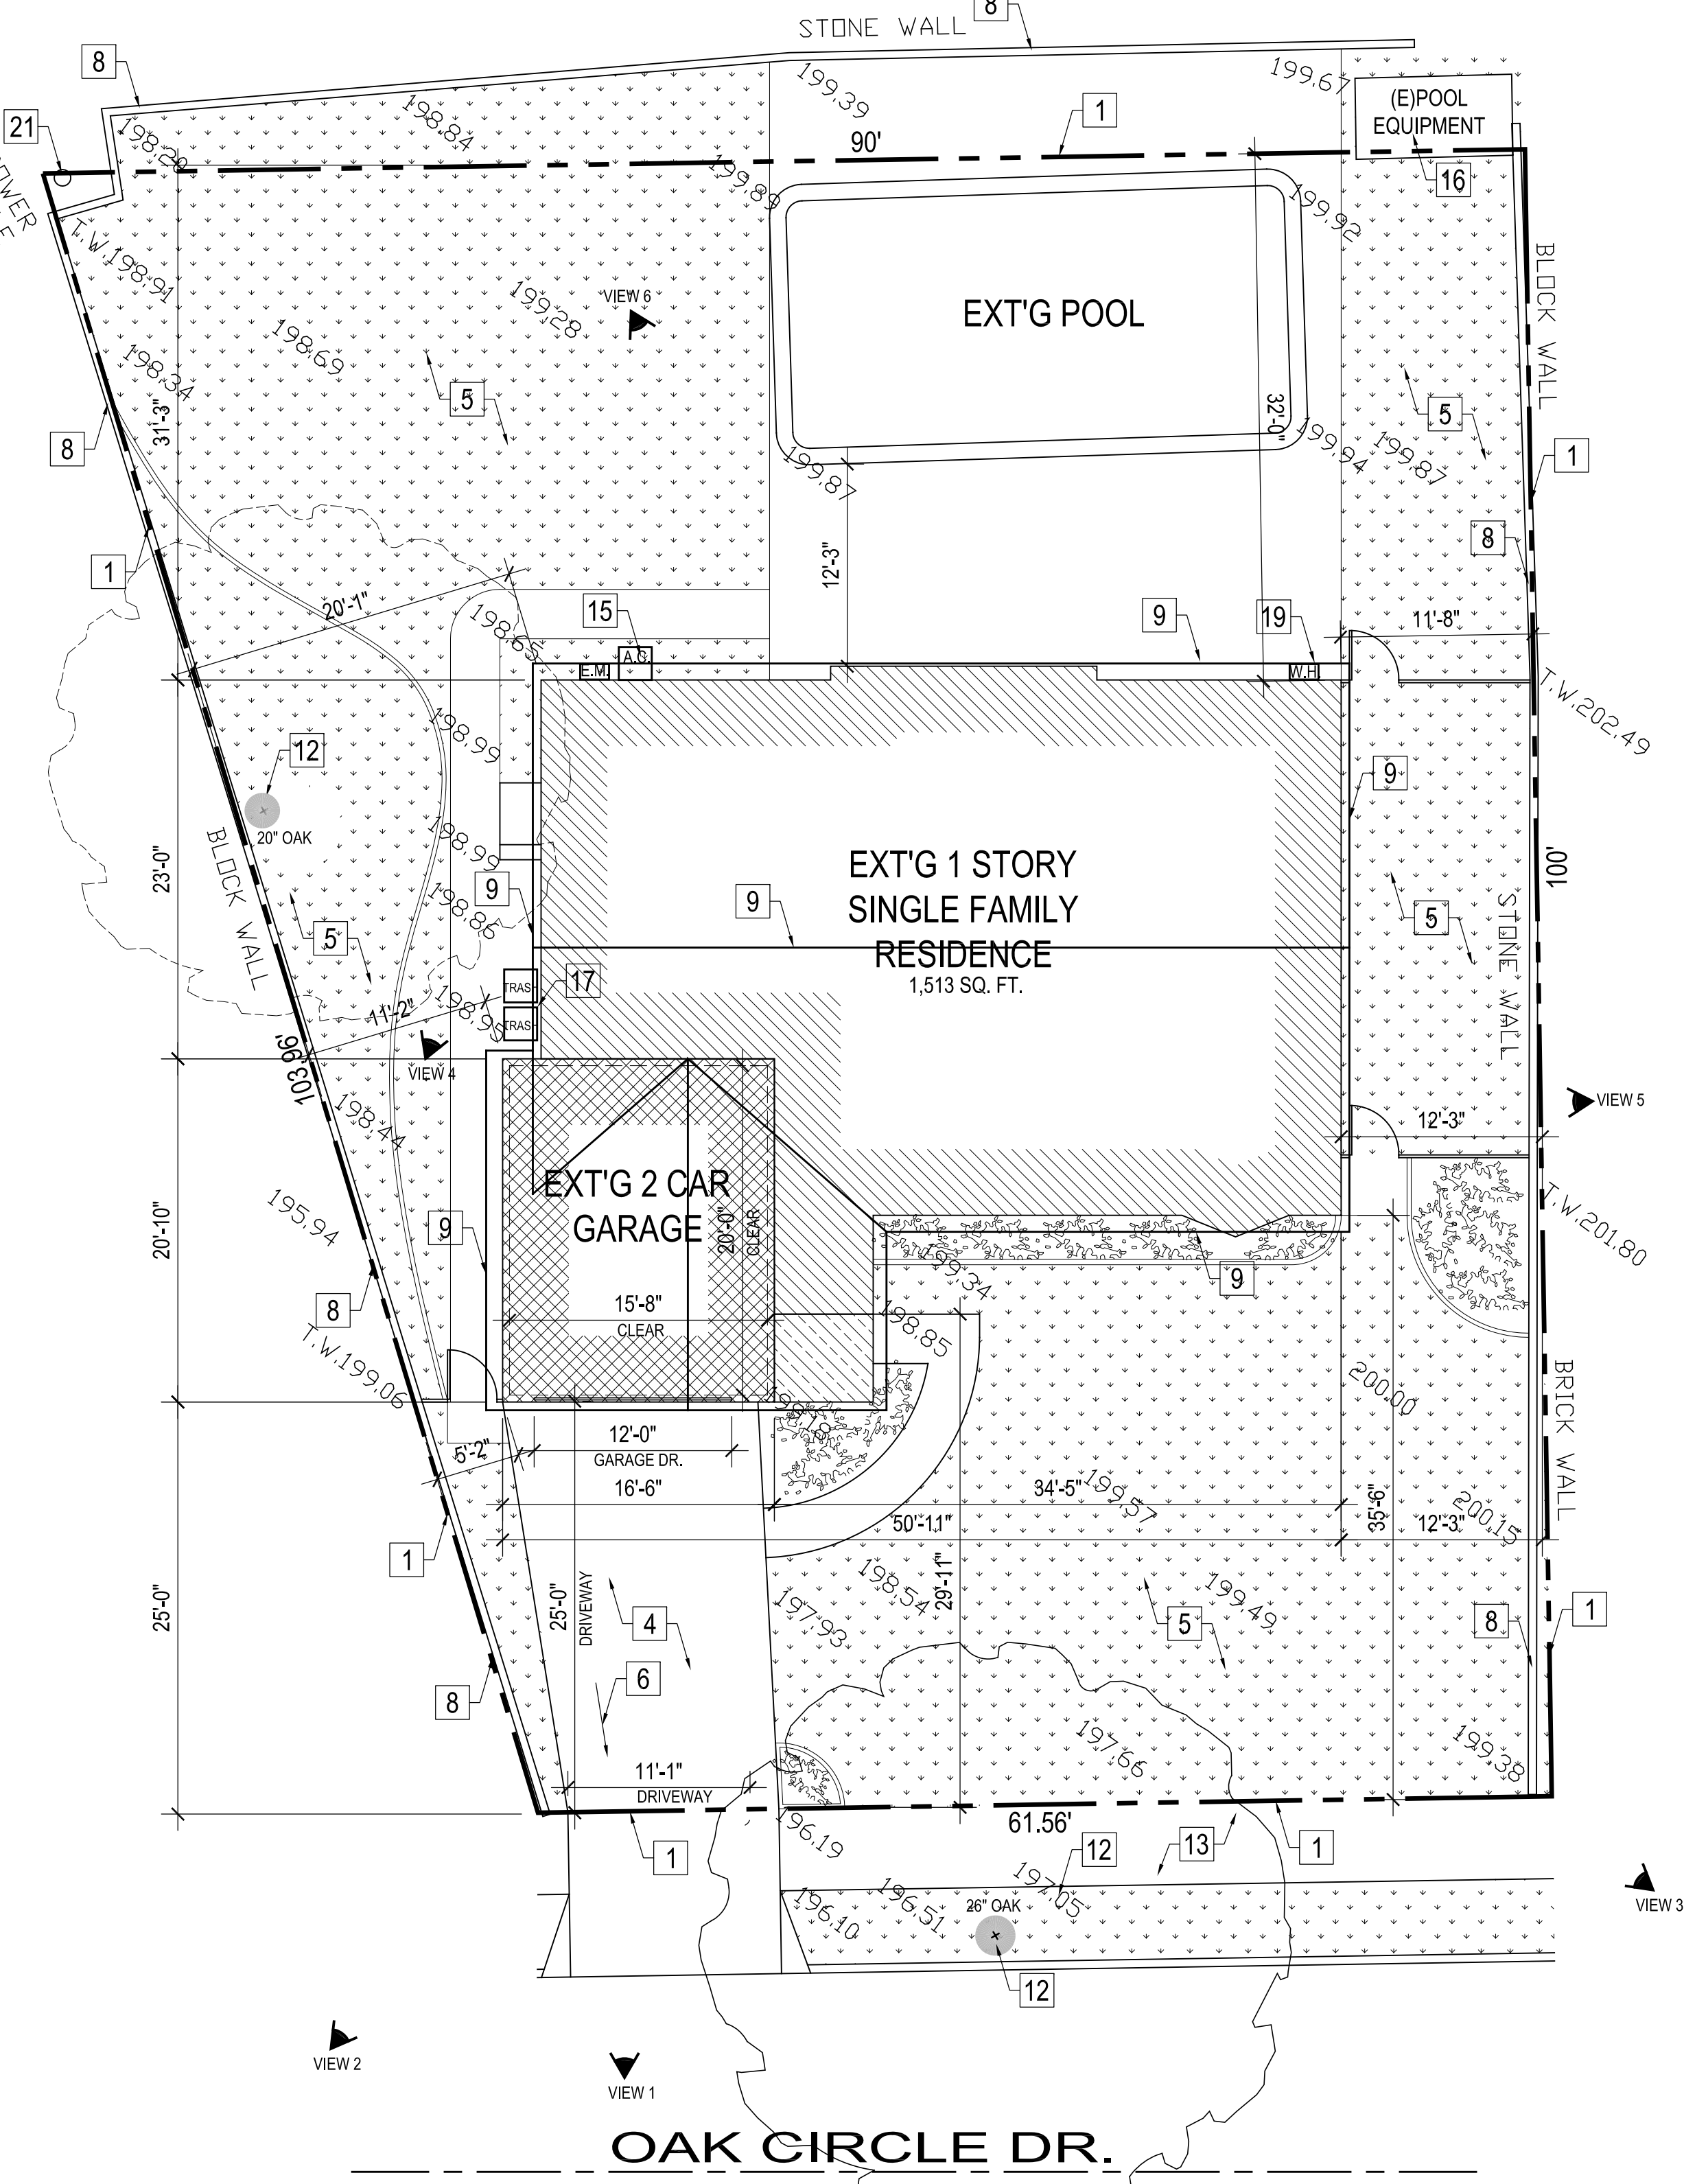 8
STONE WALL
8
21
198.20
198.84
199.39
199.67
(E)POOL
EQUIPMENT
1
90'
16
199.89
199.92
T.W.198.91
BLOCK WALL
EXT'G POOL
VIEW 6
199.28
198.69
198.34
31'-3"
5
5
32'-0"
8
199.87
199.94
199.87
1
8
12'-3"
1
20'-1"
15
9
19
11'-8"
198.65
A.C.
E.M.
W.H.
T.W.202.49
198.99
12
9
20" OAK
BLOCK WALL
23'-0"
198.99
EXT'G 1 STORY
SINGLE FAMILY
RESIDENCE
1,513 SQ. FT.
100'
9
9
198.86
5
5
STONE WALL
TRAS
17
TRAS
11'-2"
198.95
103.96'
VIEW 4
198.44
VIEW 5
12'-3"
EXT'G 2 CAR
GARAGE
195.94
20'-10"
9
20'-0"
CLEAR
T.W.201.80
199.34
9
8
15'-8"
CLEAR
198.85
T.W.199.06
200.00
BRICK WALL
198.18
12'-0"
GARAGE DR.
5'-2"
16'-6"
34'-5"
199.57
35'-6"
50'-11"
12'-3"
200.15
1
25'-0"
25'-0"
DRIVEWAY
198.54
29'-11"
199.49
197.93
4
5
8
1
6
8
197.66
199.38
11'-1"
DRIVEWAY
196.19
61.56'
1
12
13
1
197.05
196.51
196.10
26" OAK
VIEW 3
12
VIEW 2
VIEW 1
OAK CIRCLE DR.